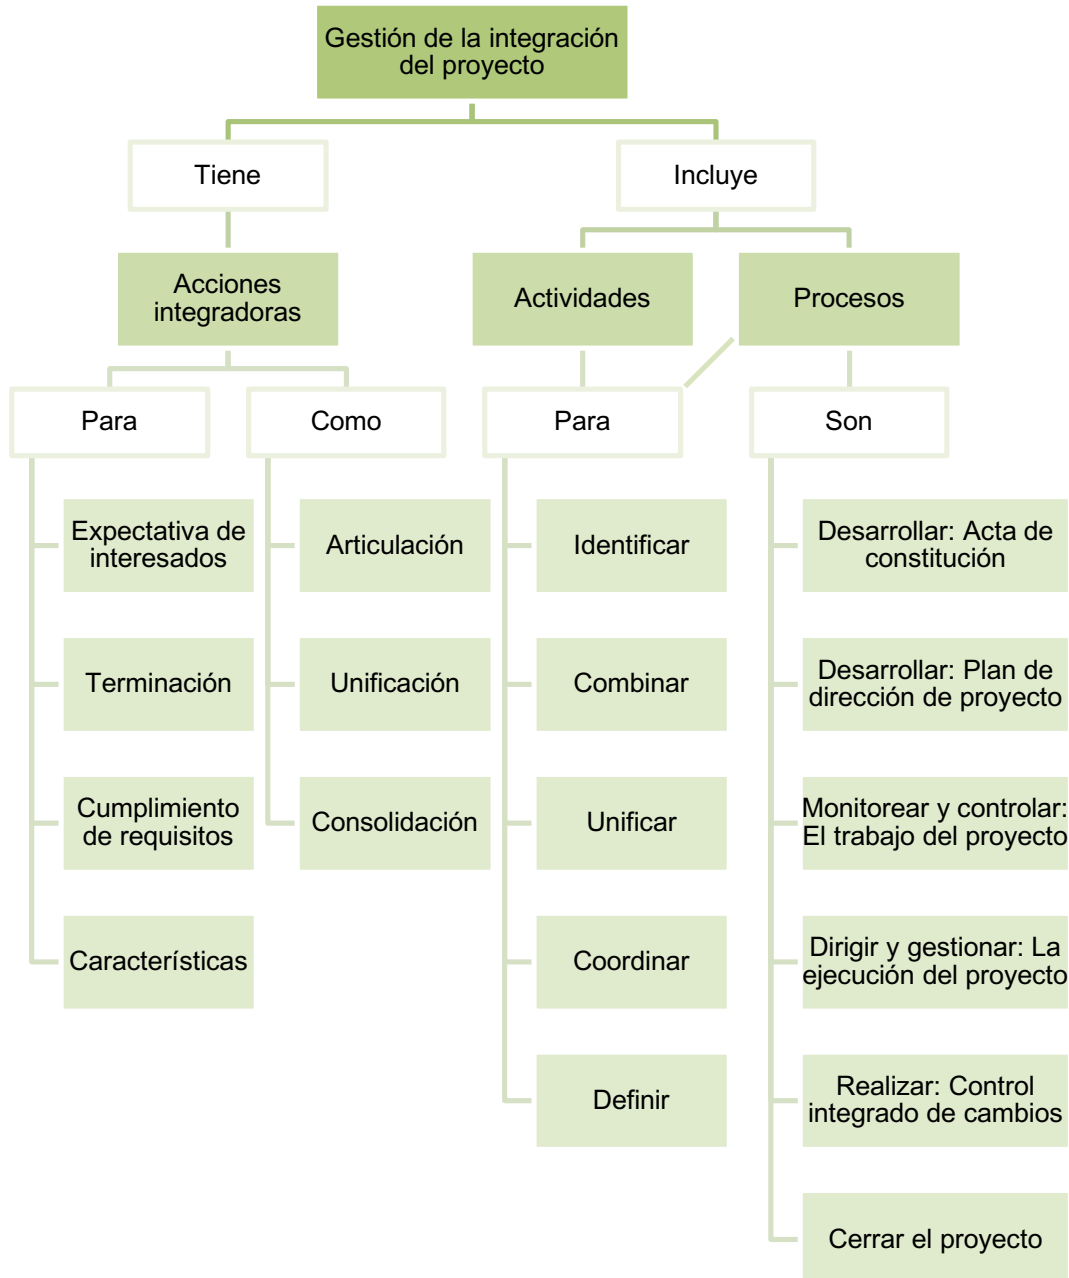 Gestión de la integración
del proyecto
Tiene
Incluye
Acciones
integradoras
Actividades
Procesos
Para
Como
Para
Son
Expectativa de
interesados
Terminación
Cumplimiento
de requisitos
Características
Articulación
Unificación
Consolidación
Identificar
Combinar
Unificar
Coordinar
Definir
Desarrollar: Acta de
constitución
Desarrollar: Plan de
dirección de proyecto
Monitorear y controlar:
El trabajo del proyecto
Dirigir y gestionar: La
ejecución del proyecto
Realizar: Control
integrado de cambios
Cerrar el proyecto